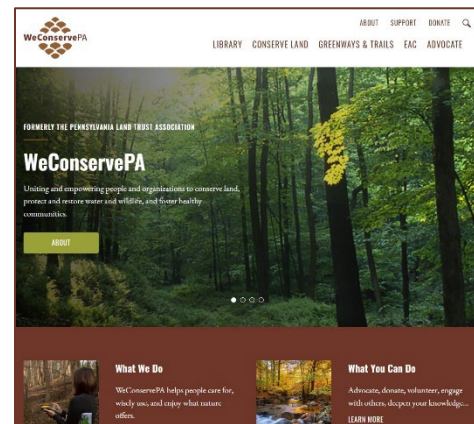 ABOUT SUPPORT DONATE
WeConservePA
LIBRARY CONSERVE LAND GREENWAYS & TRAILS EAC ADVOCATE
FORMERLY THE PENNSYLVANIA LAND TRUST ASSOCIATION
WeConservePA
Uniting and empowering people and organizations to conserve land,
protect and restore water and wildlife, and foster healthy
communities.
ABOUT
What We Do
WeConservePA helps people care for,
wisely use, and enjoy what nature
offers.
What You Can Do
Advocate, donate, volunteer, engage
with others, deepen your knowledge...
LEARN MORE